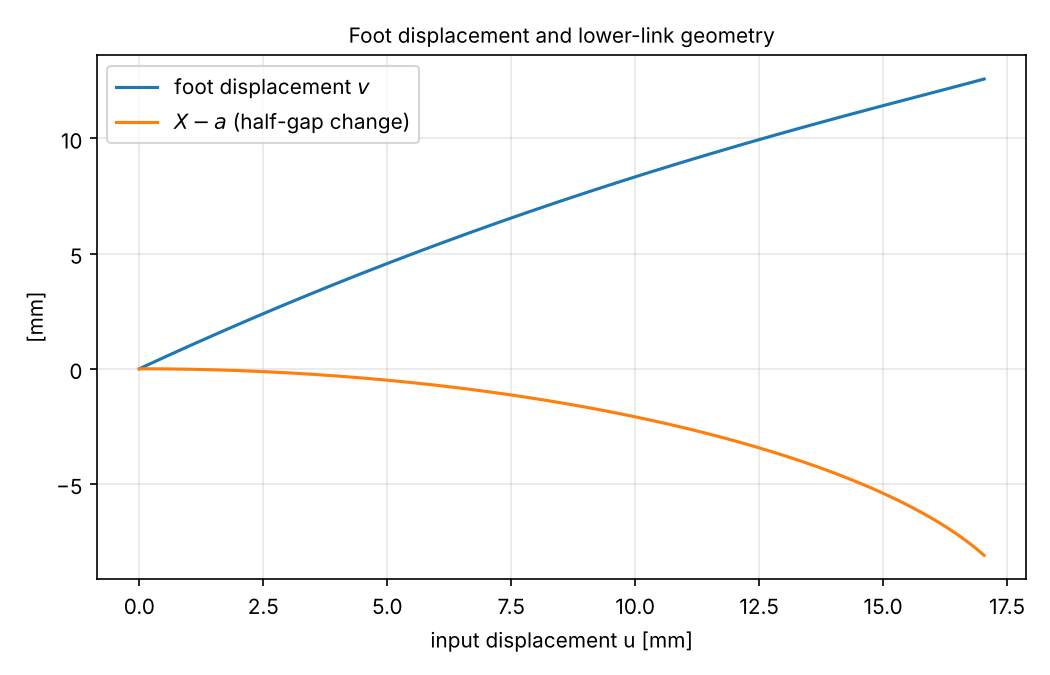 Foot displacement and lower-link geometry
foot displacement v
X − a (half-gap change)
[mm]
10
5
0
−5
0.0
2.5
5.0
7.5
10.0
12.5
15.0
17.5
input displacement u [mm]